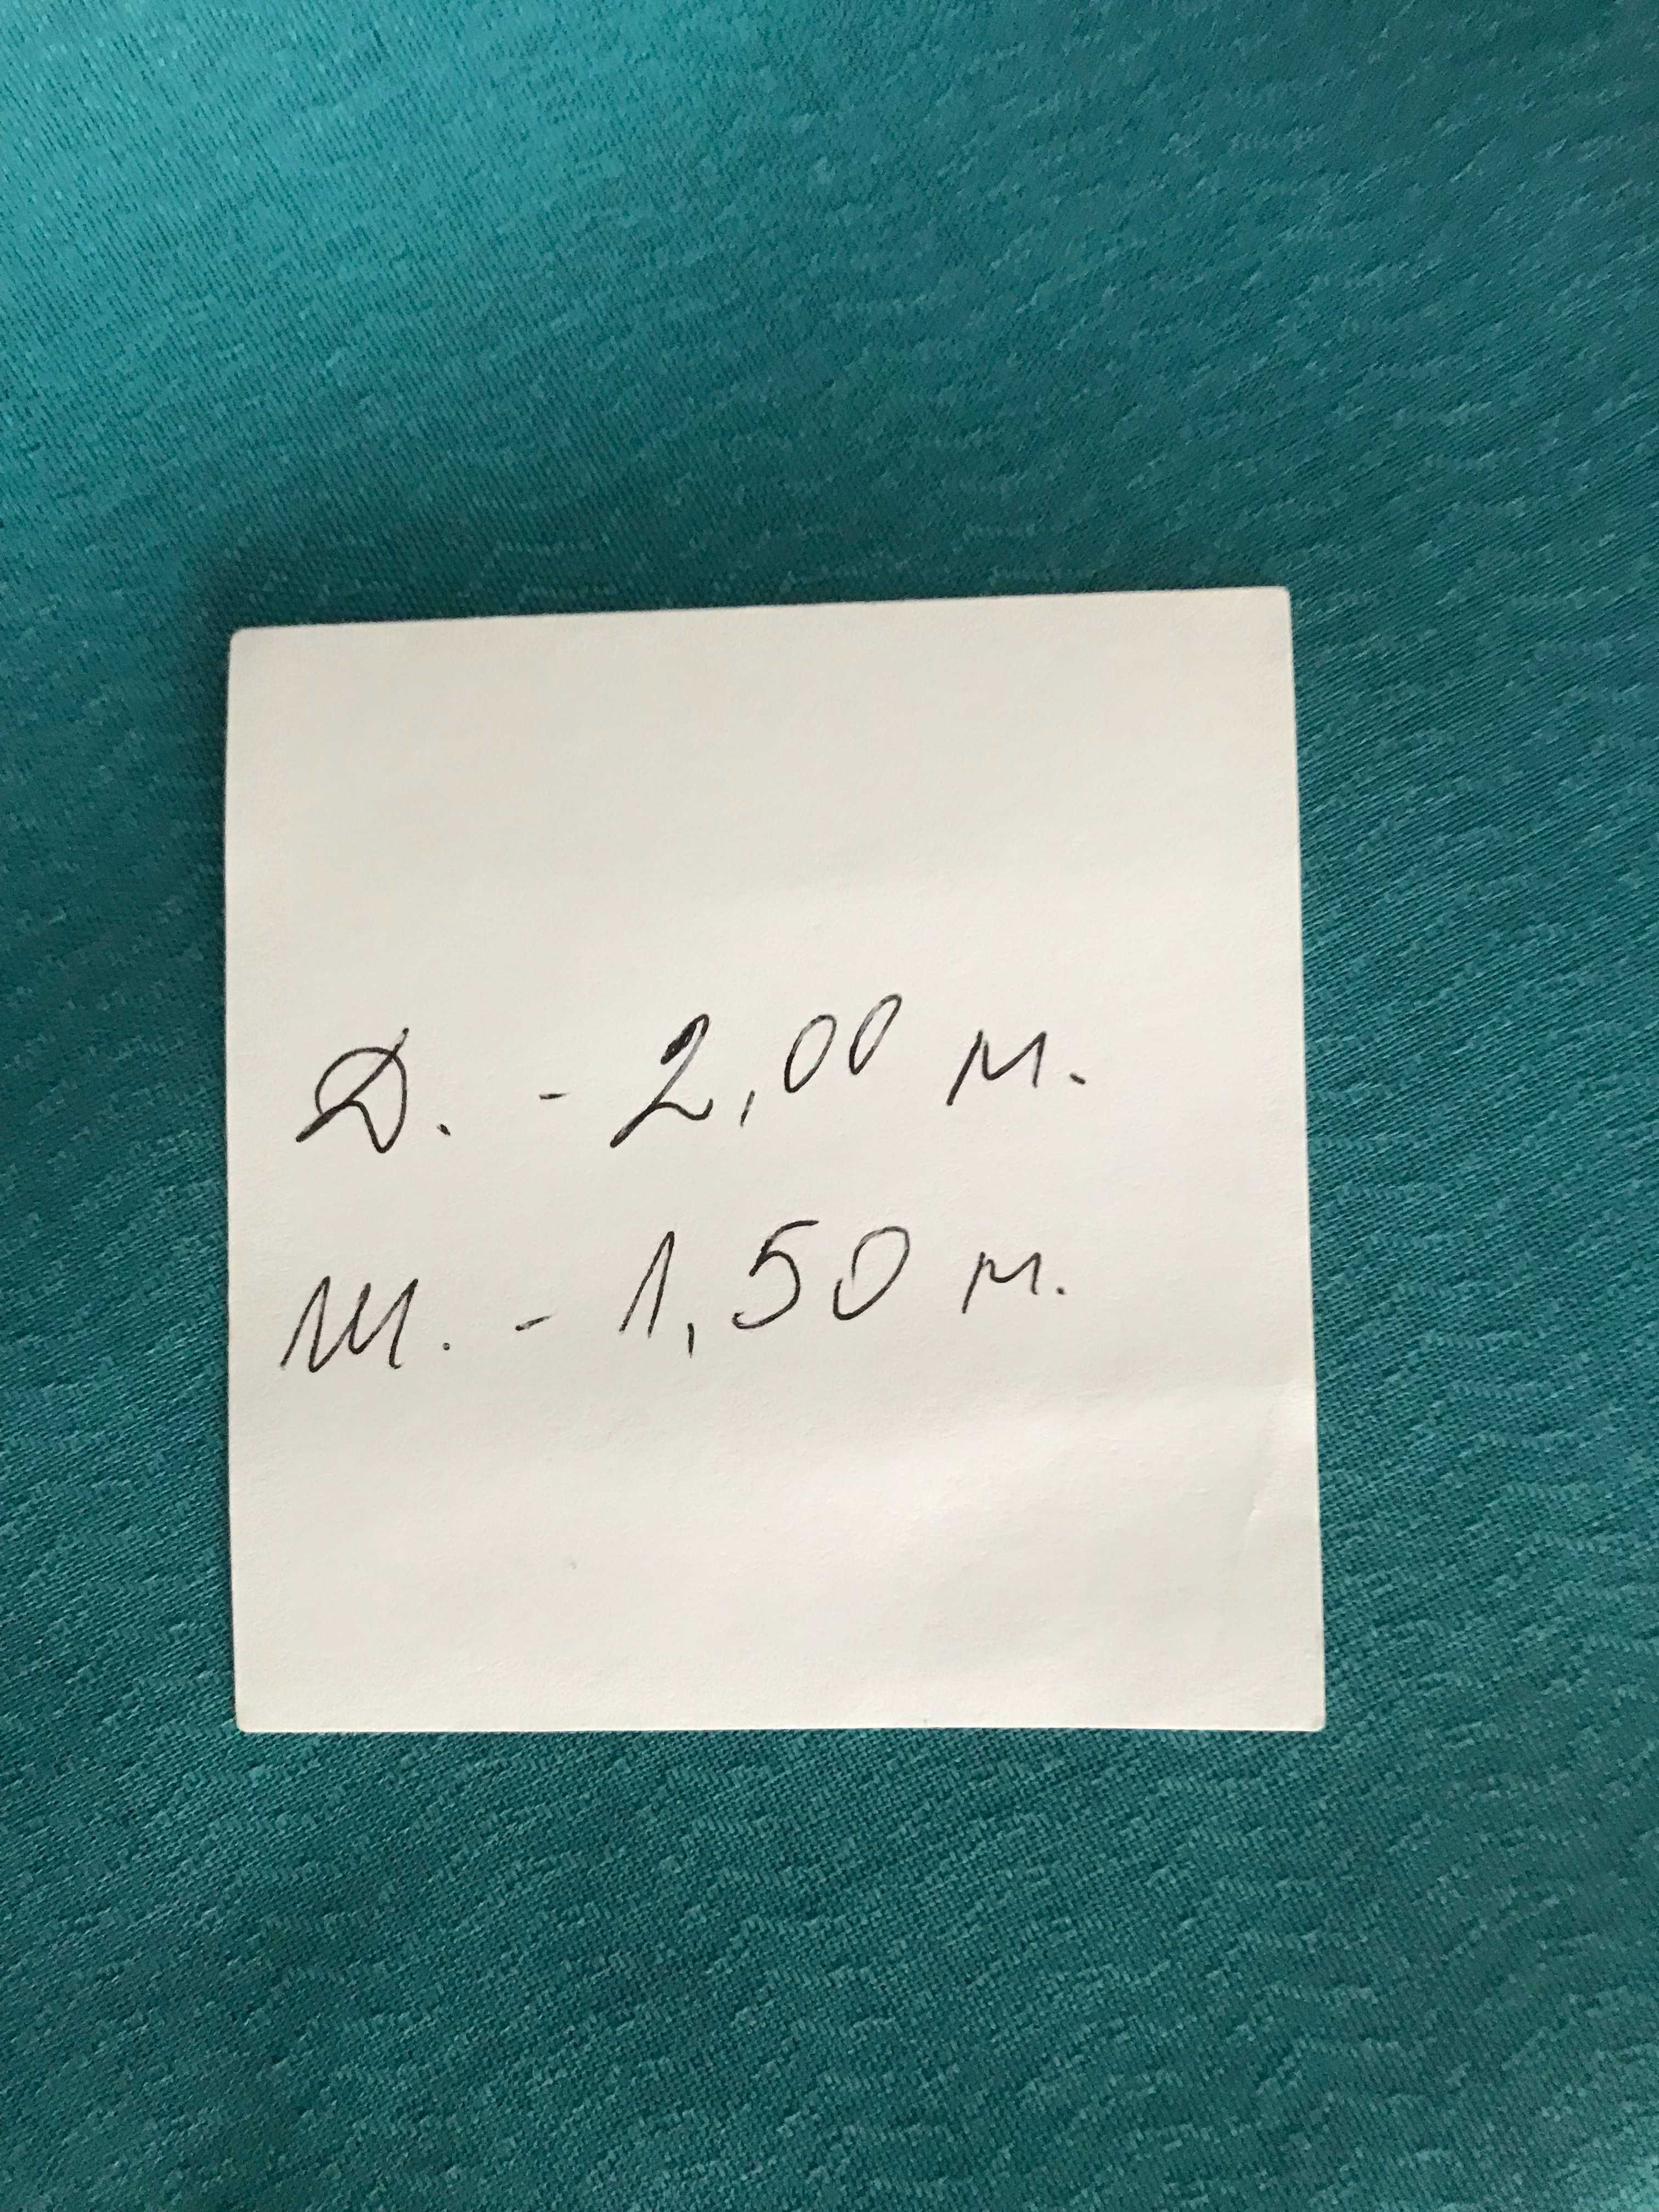 Д. - 2,00 м.
Ш. - 1,50 м.